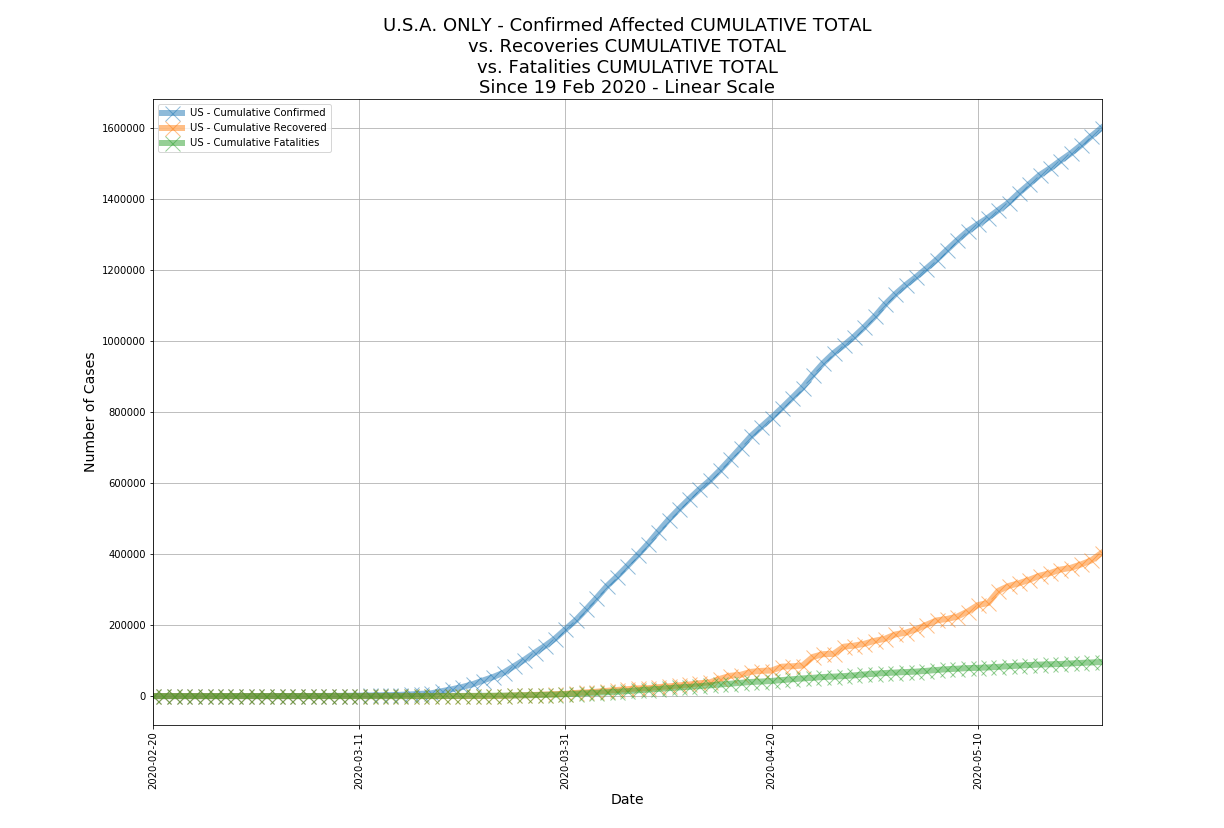 U.S.A. ONLY - Confirmed Affected CUMULATIVE TOTAL
vs. Recoveries CUMULATIVE TOTAL
vs. Fatalities CUMULATIVE TOTAL
Since 19 Feb 2020 - Linear Scale
US - Cumulative Confirmed
US - Cumulative Recovered
US - Cumulative Fatalities
1600000
1400000
1200000
1000000
800000
600000
400000
200000
0
Number of Cases
2020-02-20
2020-03-11
2020-03-31
2020-04-20
2020-05-10
Date